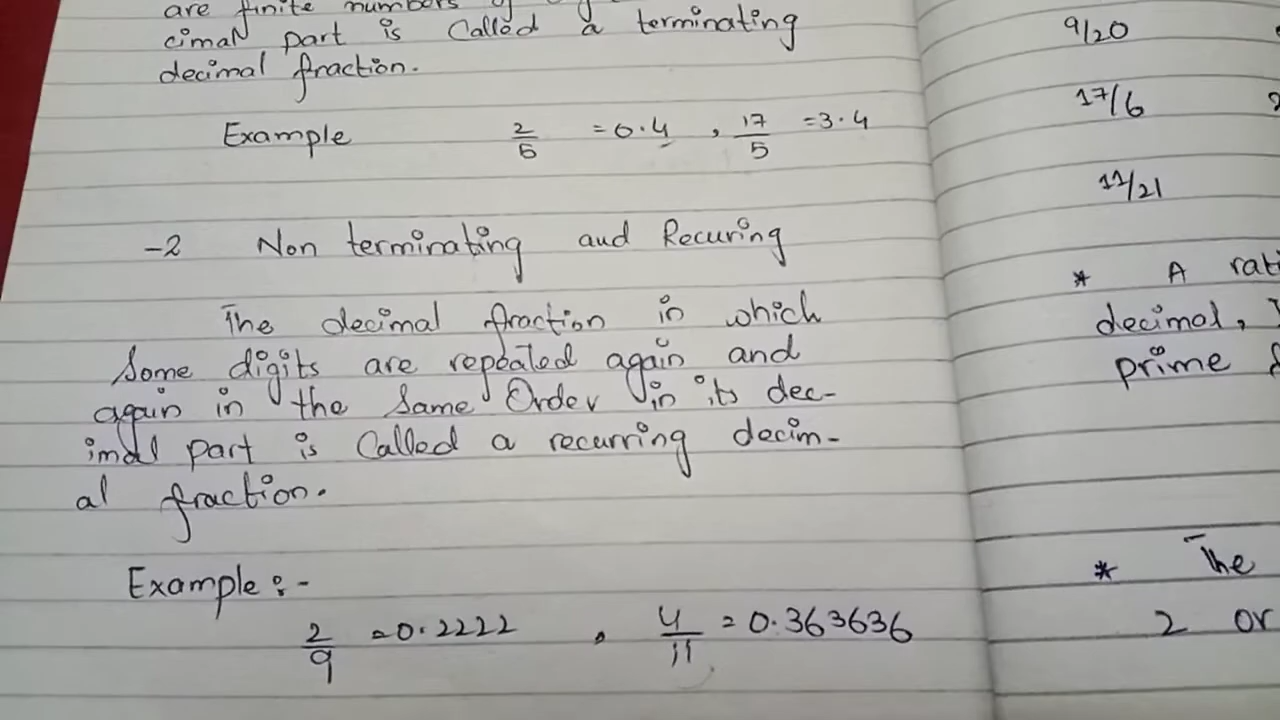 are finite numbers of
cimal part is Called a terminating
decimal fraction.
Example 2/5 =0.4 , 17/5 =3.4
-2 Non terminating and Recuring
The decimal fraction in which
Some digits are repeated again and
again in the Same Order in its dec-
imal part is Called a recurring decim-
al fraction.
Example:-
2/9 =0.2222 , 4/11 =0.363636
9/20
17/6
11/21
* A rati
decimal,
prime
* The
2 or